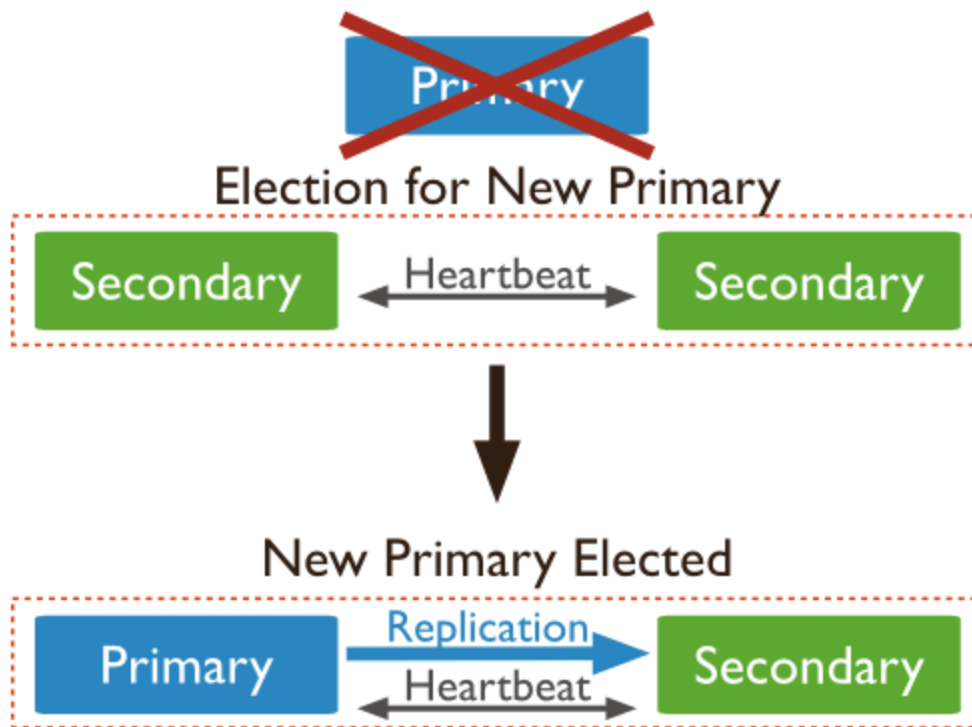 Primary
Election for New Primary
Secondary
Heartbeat
Secondary
New Primary Elected
Primary
Replication
Heartbeat
Secondary